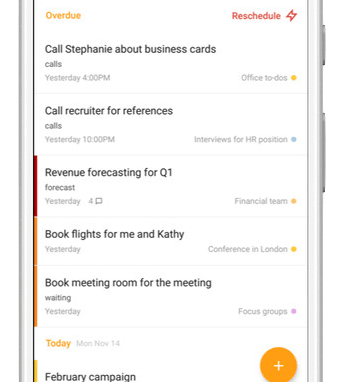 Overdue Reschedule
Call Stephanie about business cards
calls
Yesterday 4:00PM Office to-dos
Call recruiter for references
calls
Yesterday 10:00PM Interviews for HR position
Revenue forecasting for Q1
forecast
Yesterday 4 Financial team
Book flights for me and Kathy
Yesterday Conference in London
Book meeting room for the meeting
waiting
Yesterday Focus groups
Today Mon Nov 14
February campaign